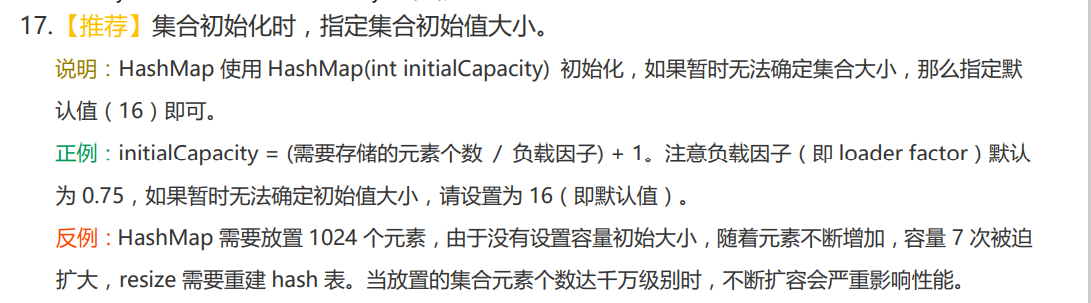 17.【推荐】集合初始化时，指定集合初始值大小。
说明：HashMap 使用 HashMap(int initialCapacity) 初始化，如果暂时无法确定集合大小，那么指定默
认值（16）即可。
正例：initialCapacity = (需要存储的元素个数 / 负载因子) + 1。注意负载因子（即 loader factor）默认
为 0.75，如果暂时无法确定初始值大小，请设置为 16（即默认值）。
反例：HashMap 需要放置 1024 个元素，由于没有设置容量初始大小，随着元素不断增加，容量 7 次被迫
扩大，resize 需要重建 hash 表。当放置的集合元素个数达千万级别时，不断扩容会严重影响性能。